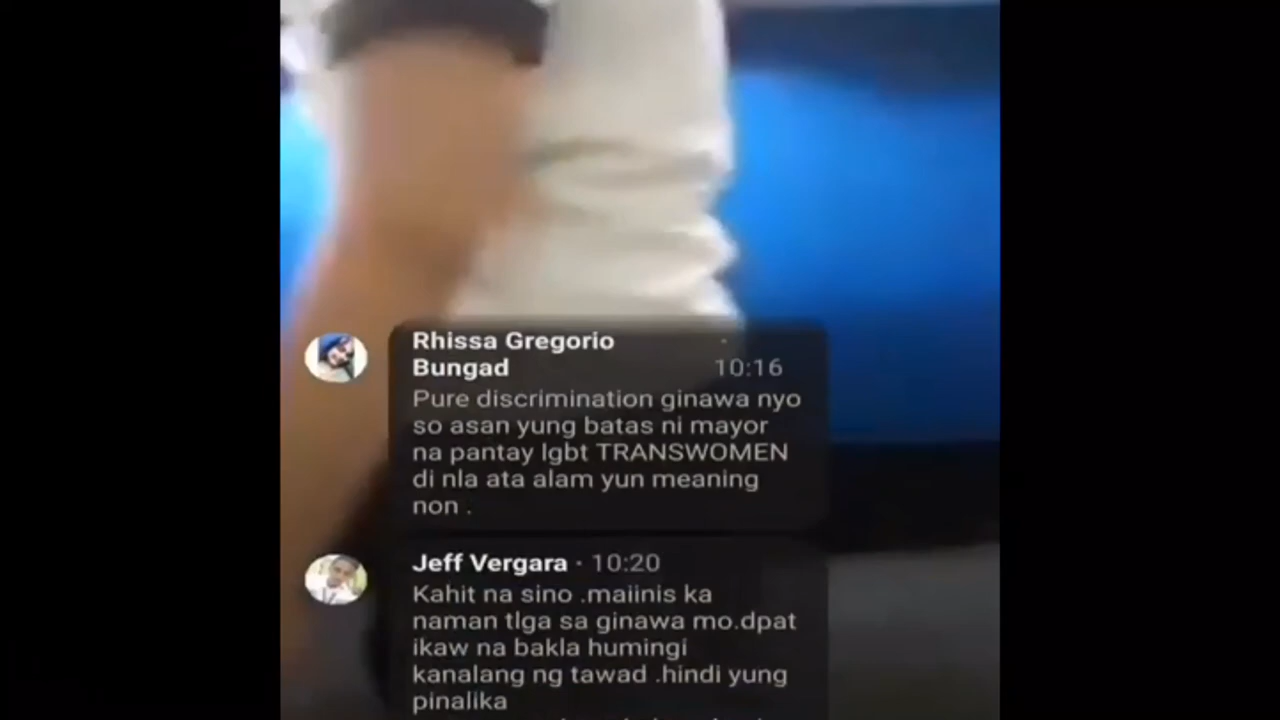 Rhissa Gregorio
Bungad 10:16
Pure discrimination ginawa nyo
so asan yung batas ni mayor
na pantay lgbt TRANSWOMEN
di nla ata alam yun meaning
non .
Jeff Vergara · 10:20
Kahit na sino .maiinis ka
naman tlga sa ginawa mo.dpat
ikaw na bakla humingi
kanalang ng tawad .hindi yung
pinalika